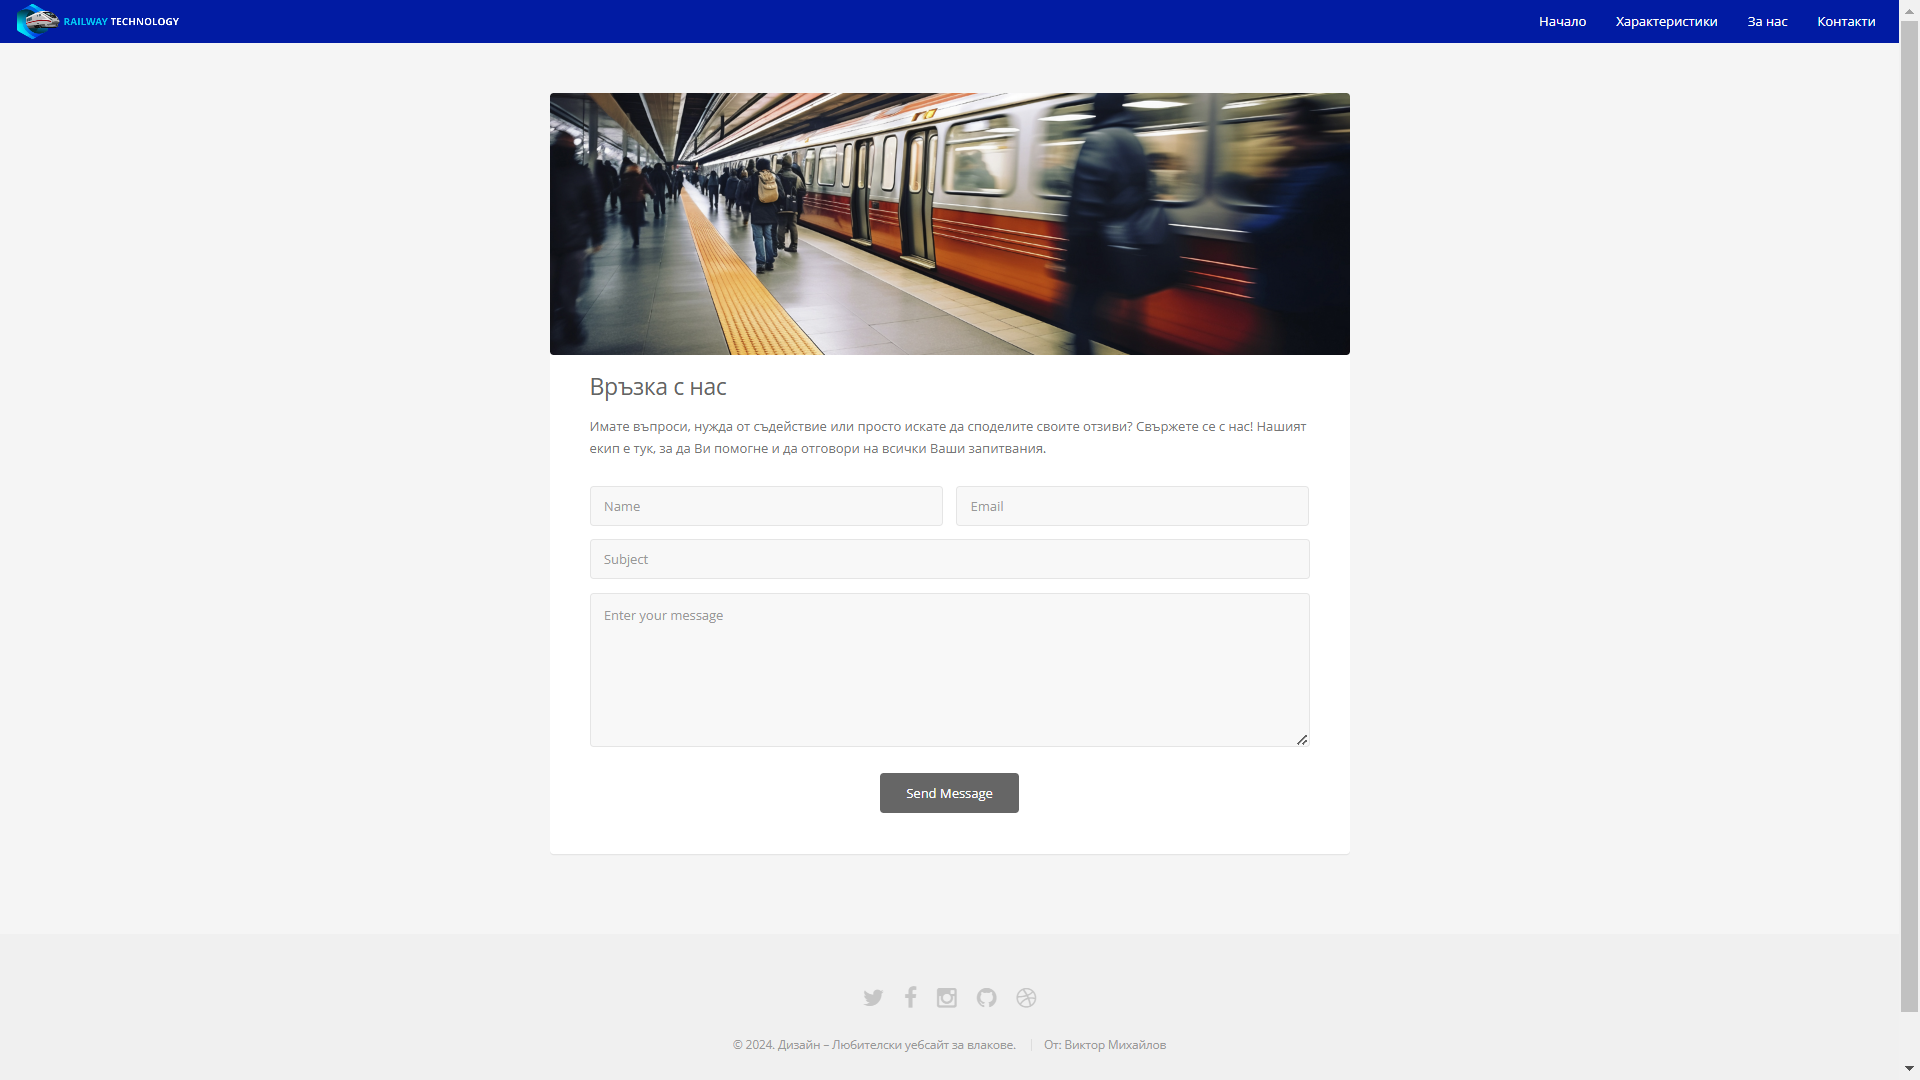 RAILWAY TECHNOLOGY
Начало
Характеристики
За нас
Контакти
Връзка с нас
Имате въпроси, нужда от съдействие или просто искате да споделите своите отзиви? Свържете се с нас! Нашият
екип е тук, за да Ви помогне и да отговори на всички Ваши запитвания.
Name
Email
Subject
Enter your message
Send Message
© 2024. Дизайн – Любителски уебсайт за влакове.
От: Виктор Михайлов